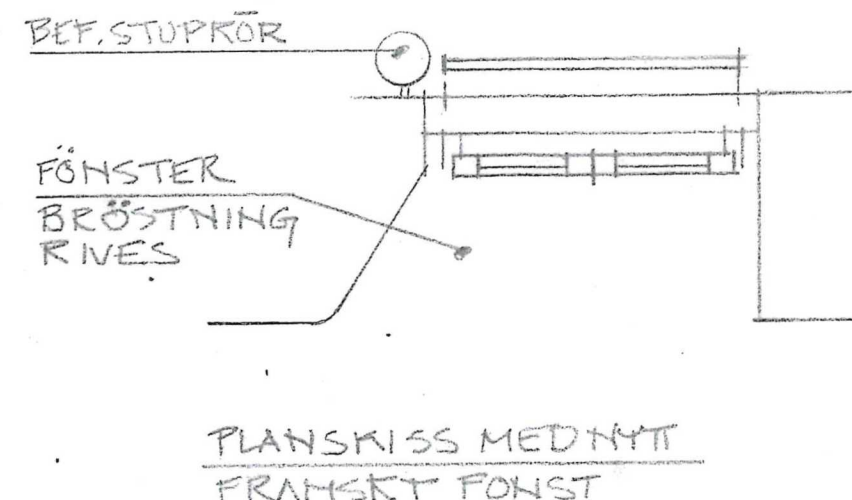 BEF. STUPRÖR
FÖNSTER
BRÖSTNING
RIVES
PLANSKISS MED NYTT
FRANSKT FÖNST